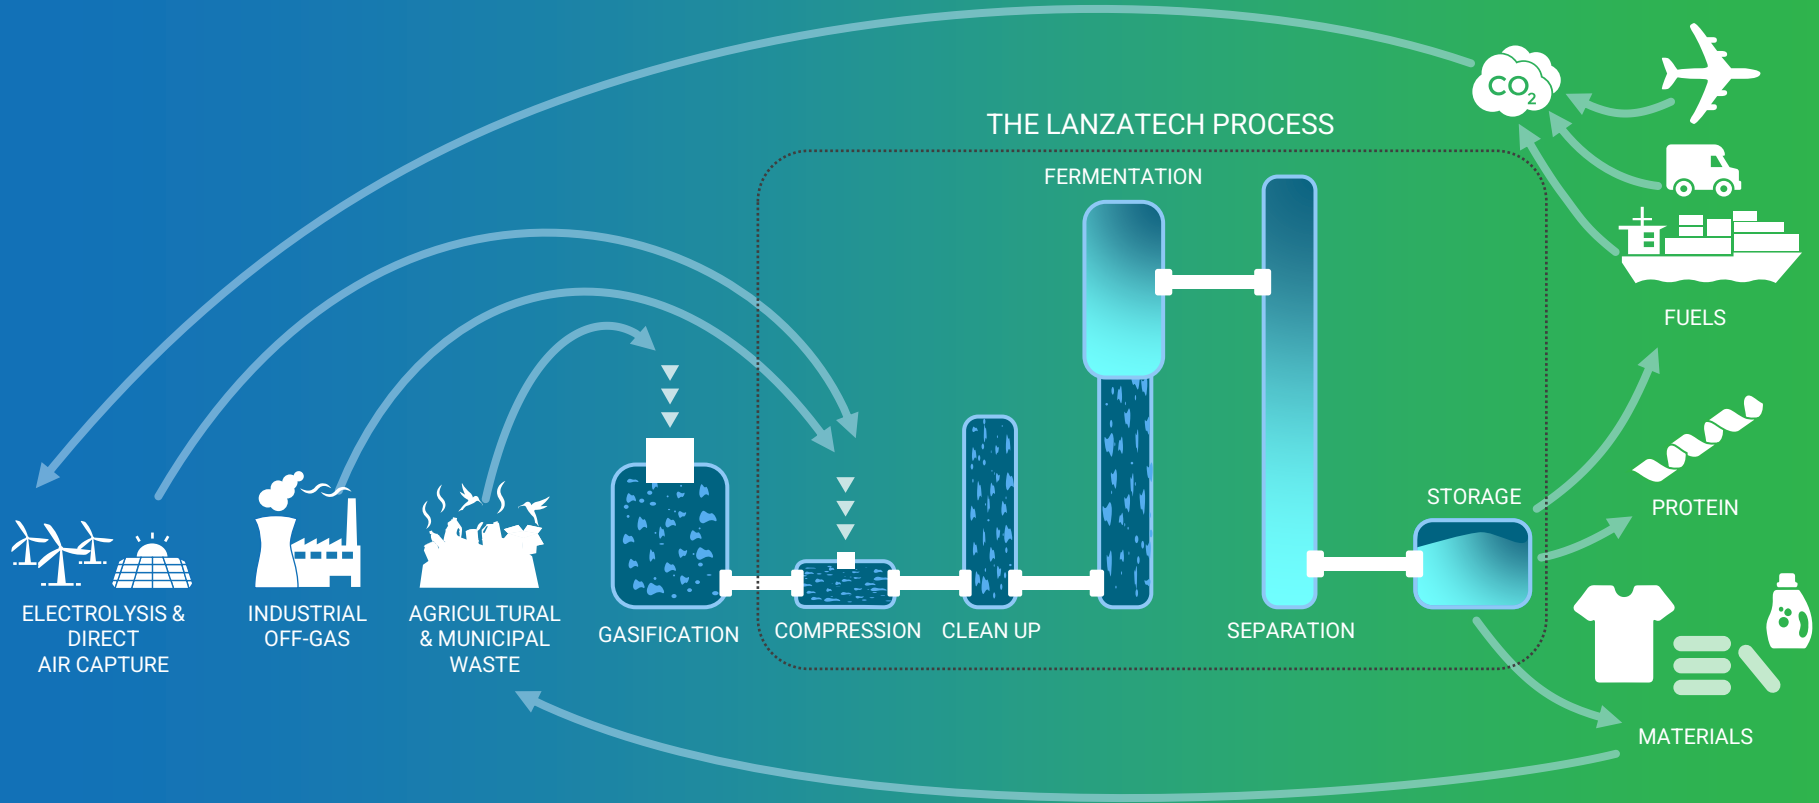 CO2
THE LANZATECH PROCESS
FERMENTATION
FUELS
STORAGE
PROTEIN
ELECTROLYSIS &
DIRECT
AIR CAPTURE
INDUSTRIAL
OFF-GAS
AGRICULTURAL
& MUNICIPAL
WASTE
GASIFICATION
COMPRESSION
CLEAN UP
SEPARATION
MATERIALS